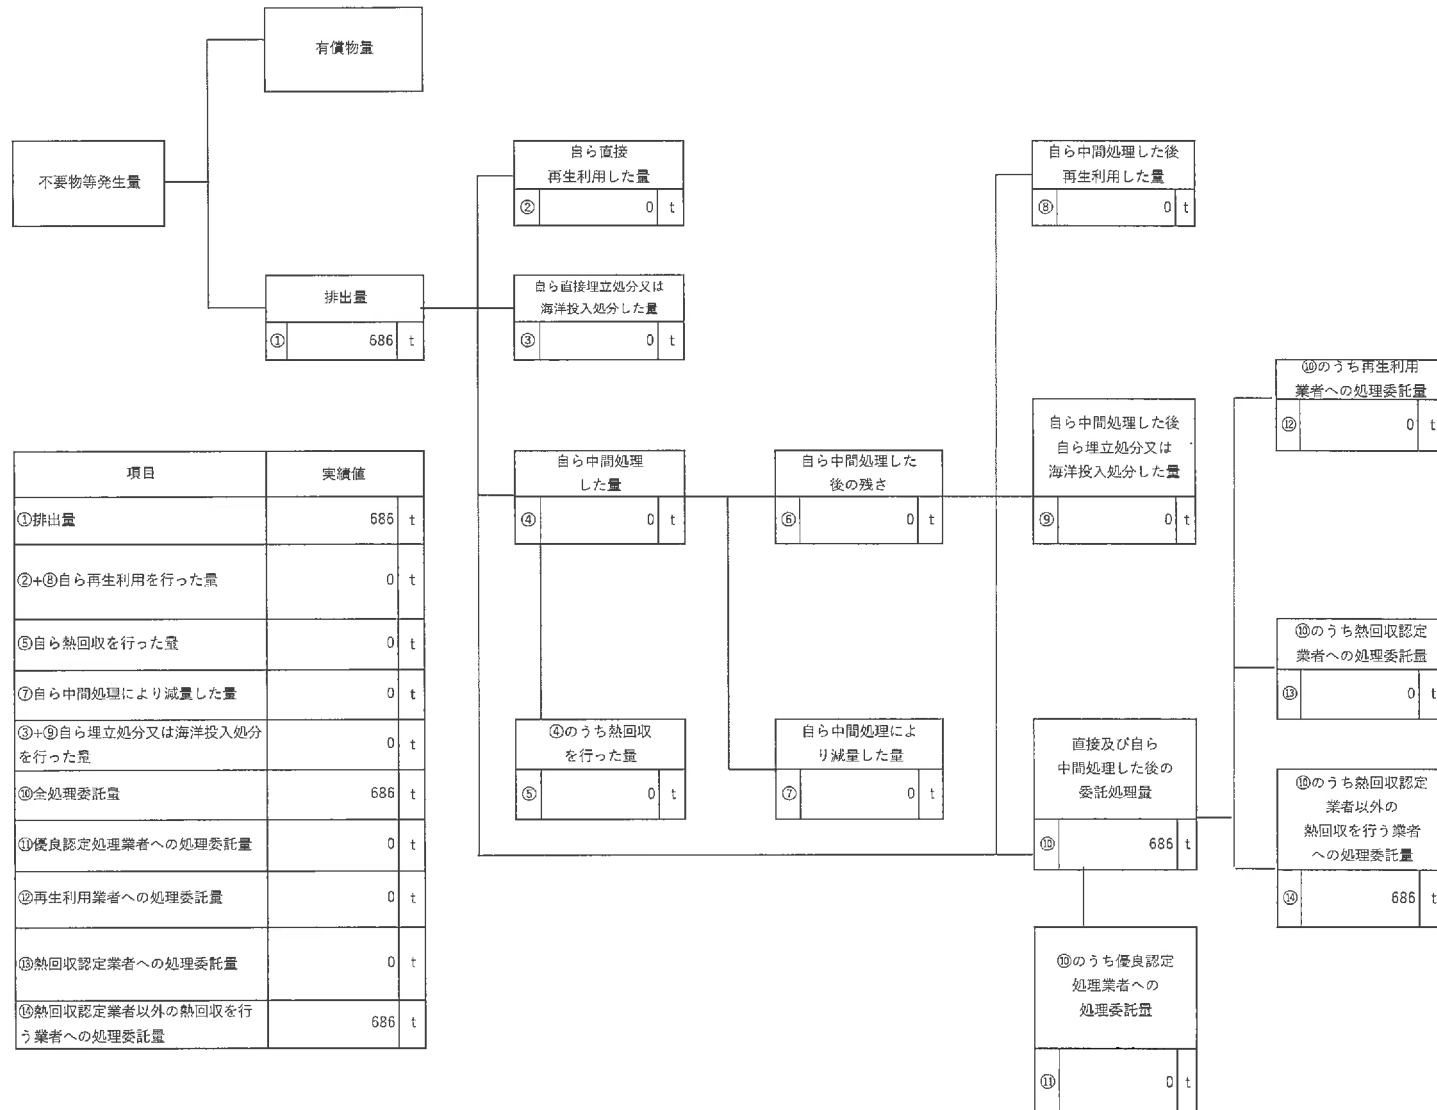 有償物量
不要物等発生量
自ら直接
再生利用した量
② 0 t
自ら中間処理した後
再生利用した量
⑧ 0 t
排出量
① 686 t
自ら直接埋立処分又は
海洋投入処分した量
③ 0 t
⑩のうち再生利用
業者への処理委託量
⑫ 0 t
自ら中間処理
した量
④ 0 t
自ら中間処理した
後の残さ
⑥ 0 t
自ら中間処理した後
自ら埋立処分又は
海洋投入処分した量
⑨ 0 t
⑩のうち熱回収認定
業者への処理委託量
⑬ 0 t
④のうち熱回収
を行った量
⑤ 0 t
自ら中間処理によ
り減量した量
⑦ 0 t
直接及び自ら
中間処理した後の
委託処理量
⑩ 686 t
⑩のうち熱回収認定
業者以外の
熱回収を行う業者
への処理委託量
⑭ 686 t
⑩のうち優良認定
処理業者への
処理委託量
⑪ 0 t
項目 実績値
①排出量 686 t
②+⑧自ら再生利用を行った量 0 t
⑤自ら熱回収を行った量 0 t
⑦自ら中間処理により減量した量 0 t
③+⑨自ら埋立処分又は海洋投入処分
を行った量 0 t
⑩全処理委託量 686 t
⑪優良認定処理業者への処理委託量 0 t
⑫再生利用業者への処理委託量 0 t
⑬熱回収認定業者への処理委託量 0 t
⑭熱回収認定業者以外の熱回収を行
う業者への処理委託量 686 t